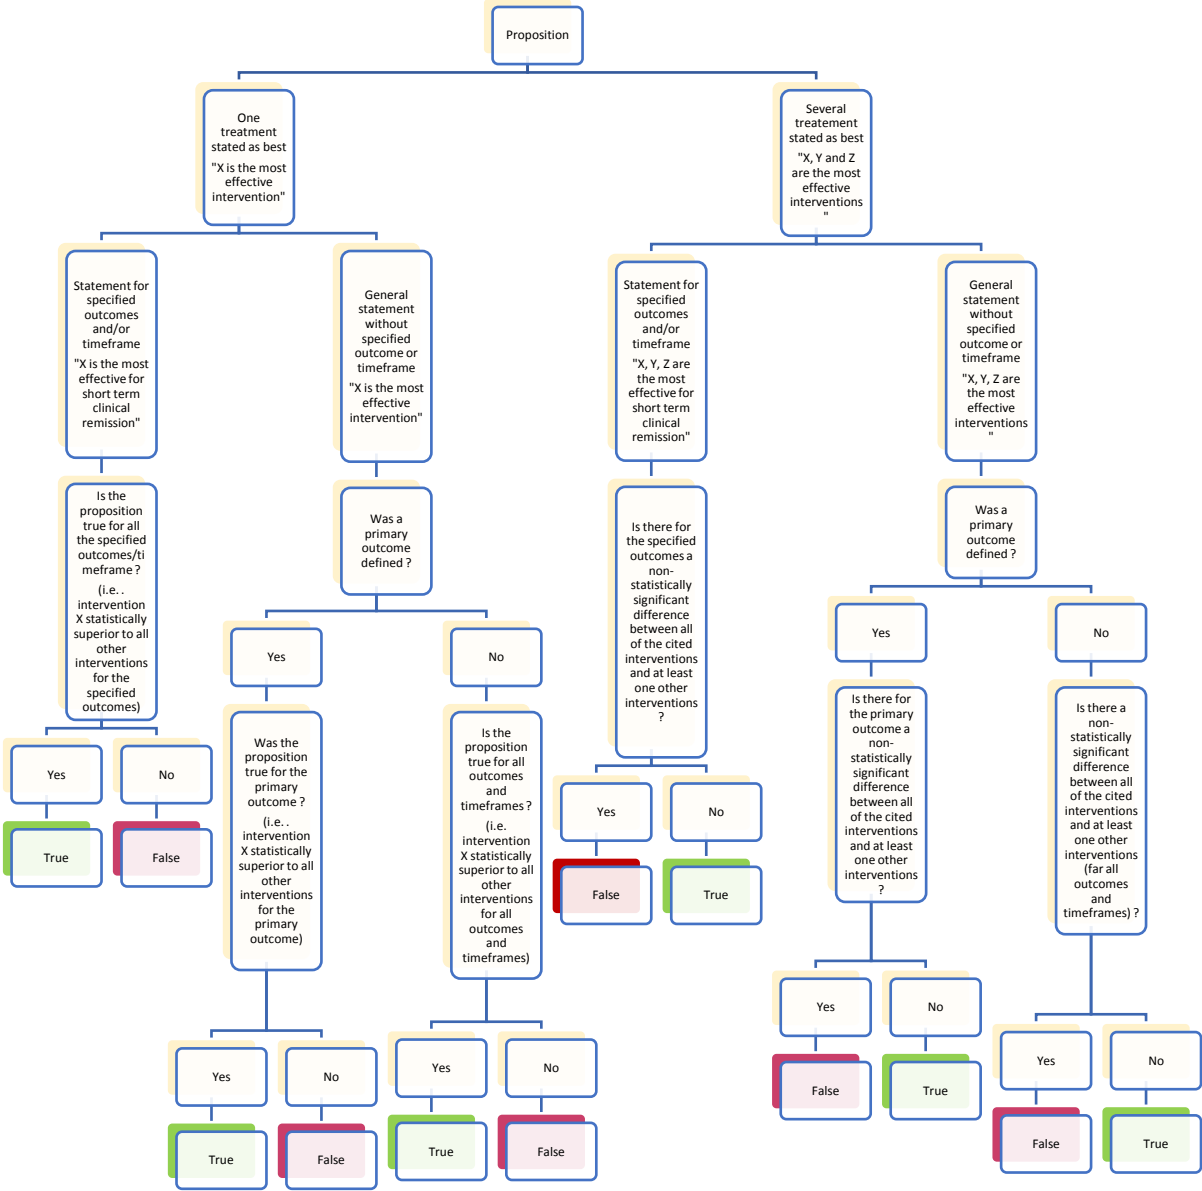 Proposition
One
treatment
stated as best
"X is the most
effective
intervention"
Several
treatement
stated as best
"X, Y and Z
are the most
effective
interventions
"
Statement for
specified
outcomes
and/or
timeframe
"X is the most
effective for
short term
clinical
remission"
General
statement
without
specified
outcome or
timeframe
"X is the most
effective
intervention"
Statement for
specified
outcomes
and/or
timeframe
"X, Y, Z are
the most
effective for
short term
clinical
remission"
General
statement
without
specified
outcome or
timeframe
"X, Y, Z are
the most
effective
interventions
"
Is the
proposition
true for all
the specified
outcomes/ti
meframe ?
(i.e. .
intervention
X statistically
superior to all
other
interventions
for the
specified
outcomes)
Was a
primary
outcome
defined ?
Is there for
the specified
outcomes a
non-
statistically
significant
difference
between all
of the cited
interventions
and at least
one other
interventions
?
Was a
primary
outcome
defined ?
Yes
No
Yes
No
Yes
No
Was the
proposition
true for the
primary
outcome ?
(i.e. .
intervention
X statistically
superior to all
other
interventions
for the
primary
outcome)
Is the
proposition
true for all
outcomes
and
timeframes ?
(i.e.
intervention
X statistically
superior to all
other
interventions
for all
outcomes
and
timeframes)
Yes
No
Is there for
the primary
outcome a
non-
statistically
significant
difference
between all
of the cited
interventions
and at least
one other
interventions
?
Is there a
non-
statistically
significant
difference
between all
of the cited
interventions
and at least
one other
interventions
(far all
outcomes
and
timeframes) ?
True
False
False
True
Yes
No
Yes
No
Yes
No
Yes
No
True
False
True
False
False
True
False
True